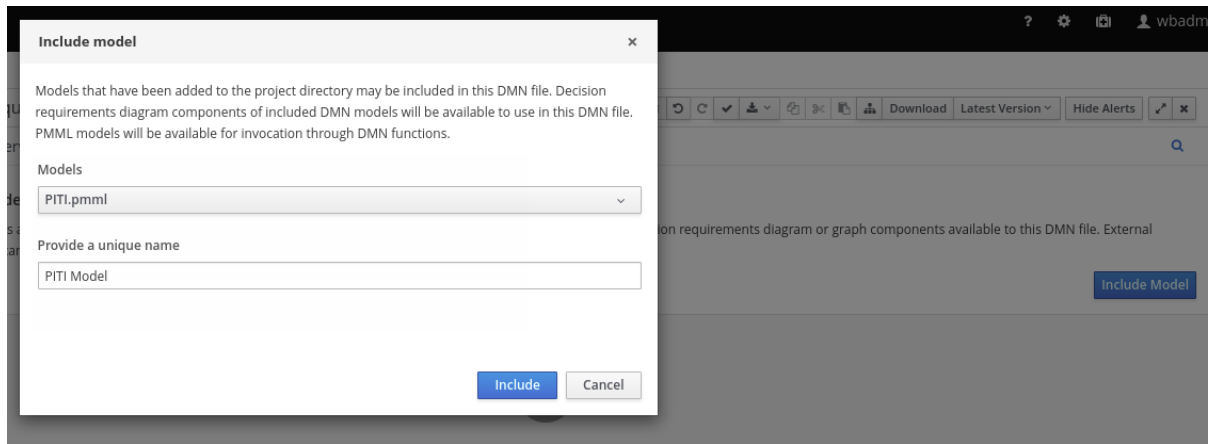 ? wbadm
Include model ×
Models that have been added to the project directory may be included in this DMN file. Decision
requirements diagram components of included DMN models will be available to use in this DMN file.
PMML models will be available for invocation through DMN functions.
Download Latest Version Hide Alerts
Models
PITI.pmml
Provide a unique name
ion requirements diagram or graph components available to this DMN file. External
PITI Model
Include Model
Include Cancel